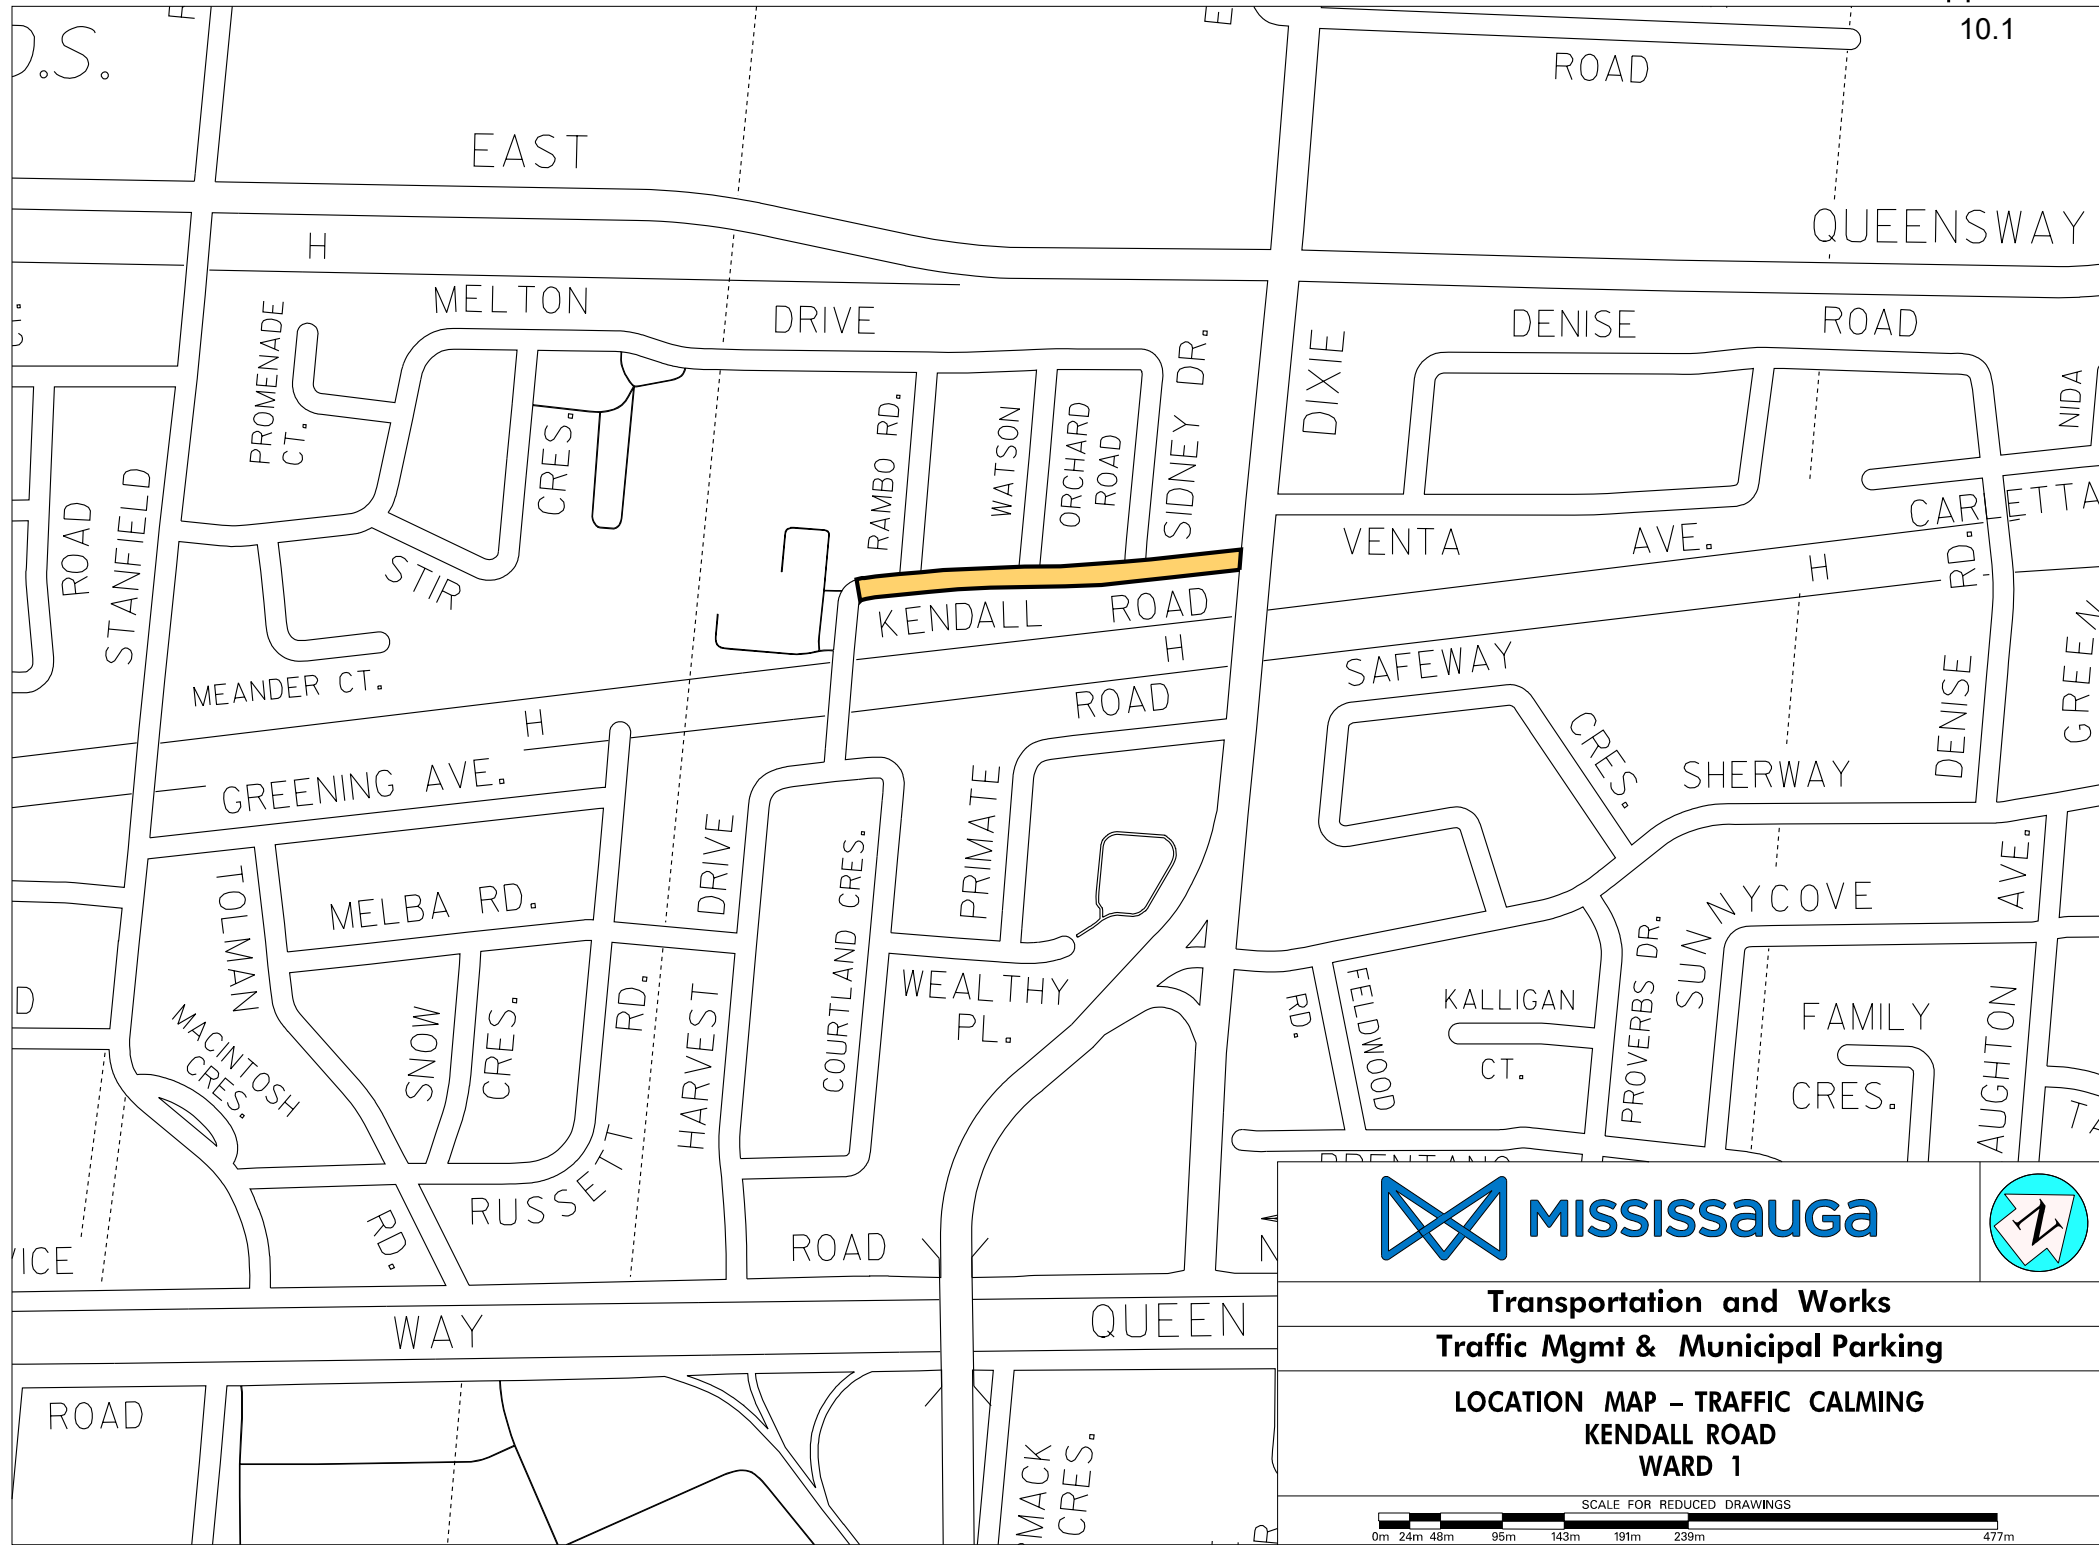 10.1
ROAD
EAST
QUEENSWAY
H
MELTON
DRIVE
DENISE
ROAD
PROMENADE
CT.
CRES.
RAMBO RD.
WATSON
ORCHARD
ROAD
SIDNEY DR.
DIXIE
NIDA
CARLETTA
ROAD
STANFIELD
STIR
VENTA
AVE.
H
RD.
KENDALL
ROAD
H
MEANDER CT.
H
ROAD
SAFEWAY
CRES.
DENISE
GREEN
GREENING AVE.
PRIMATE
SHERWAY
TOLMAN
MELBA RD.
DRIVE
COURTLAND CRES.
SUNNYCOVE
AVE.
MACINTOSH
CRES.
SNOW
CRES.
RD.
HARVEST
WEALTHY
PL.
RD.
FELDWOOD
KALLIGAN
CT.
PROVERBS DR.
FAMILY
CRES.
AUGHTON
RUSSETT
RD.
ROAD
WAY
QUEEN
ROAD
CRES.
MISSISSauGa
N
Transportation and Works
Traffic Mgmt & Municipal Parking
LOCATION MAP – TRAFFIC CALMING
KENDALL ROAD
WARD 1
SCALE FOR REDUCED DRAWINGS
0m 24m 48m 95m 143m 191m 239m 477m